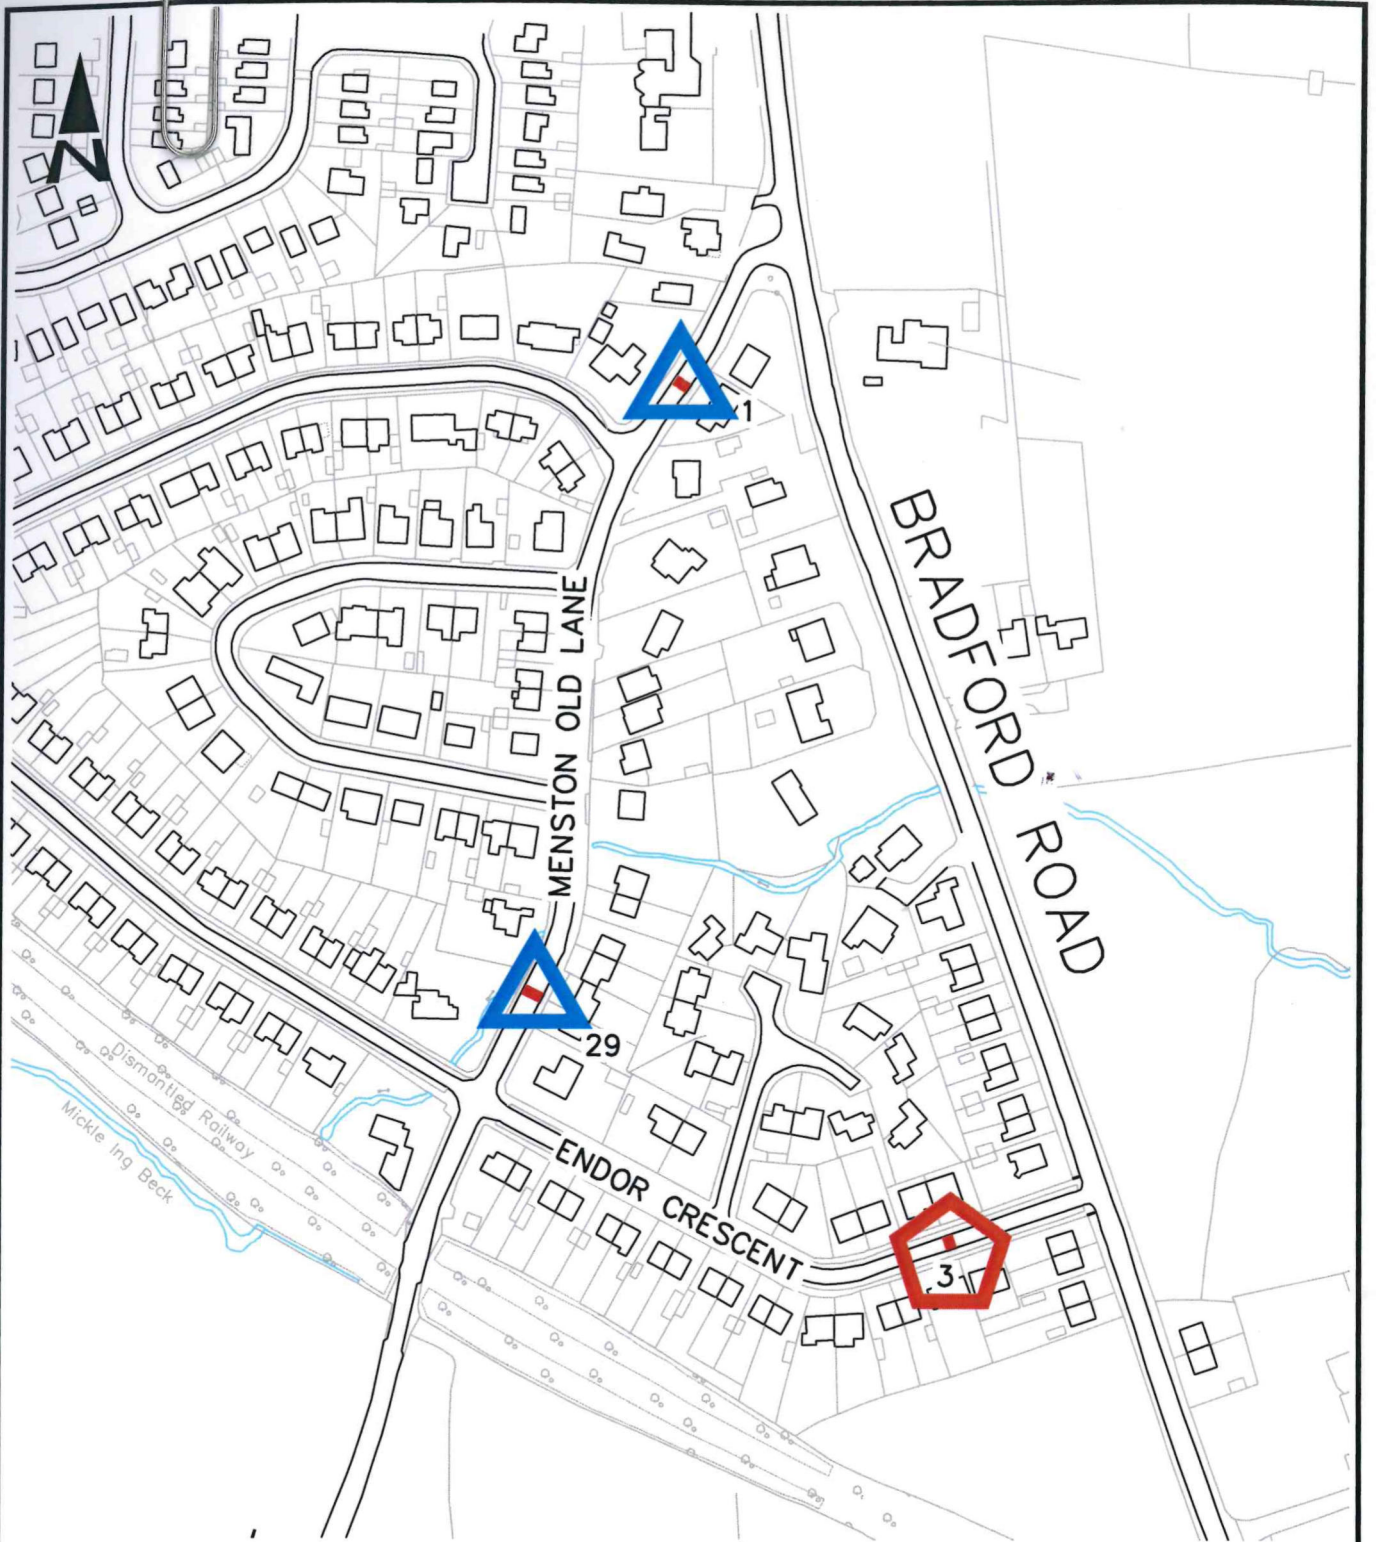 N
1
BRADFORD ROAD
MENSTON OLD LANE
29
Dismantled Railway
Mickle Ing Beck
ENDOR CRESCENT
3